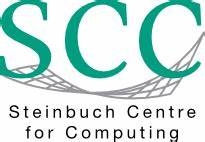 SCC
Steinbuch Centre
for Computing